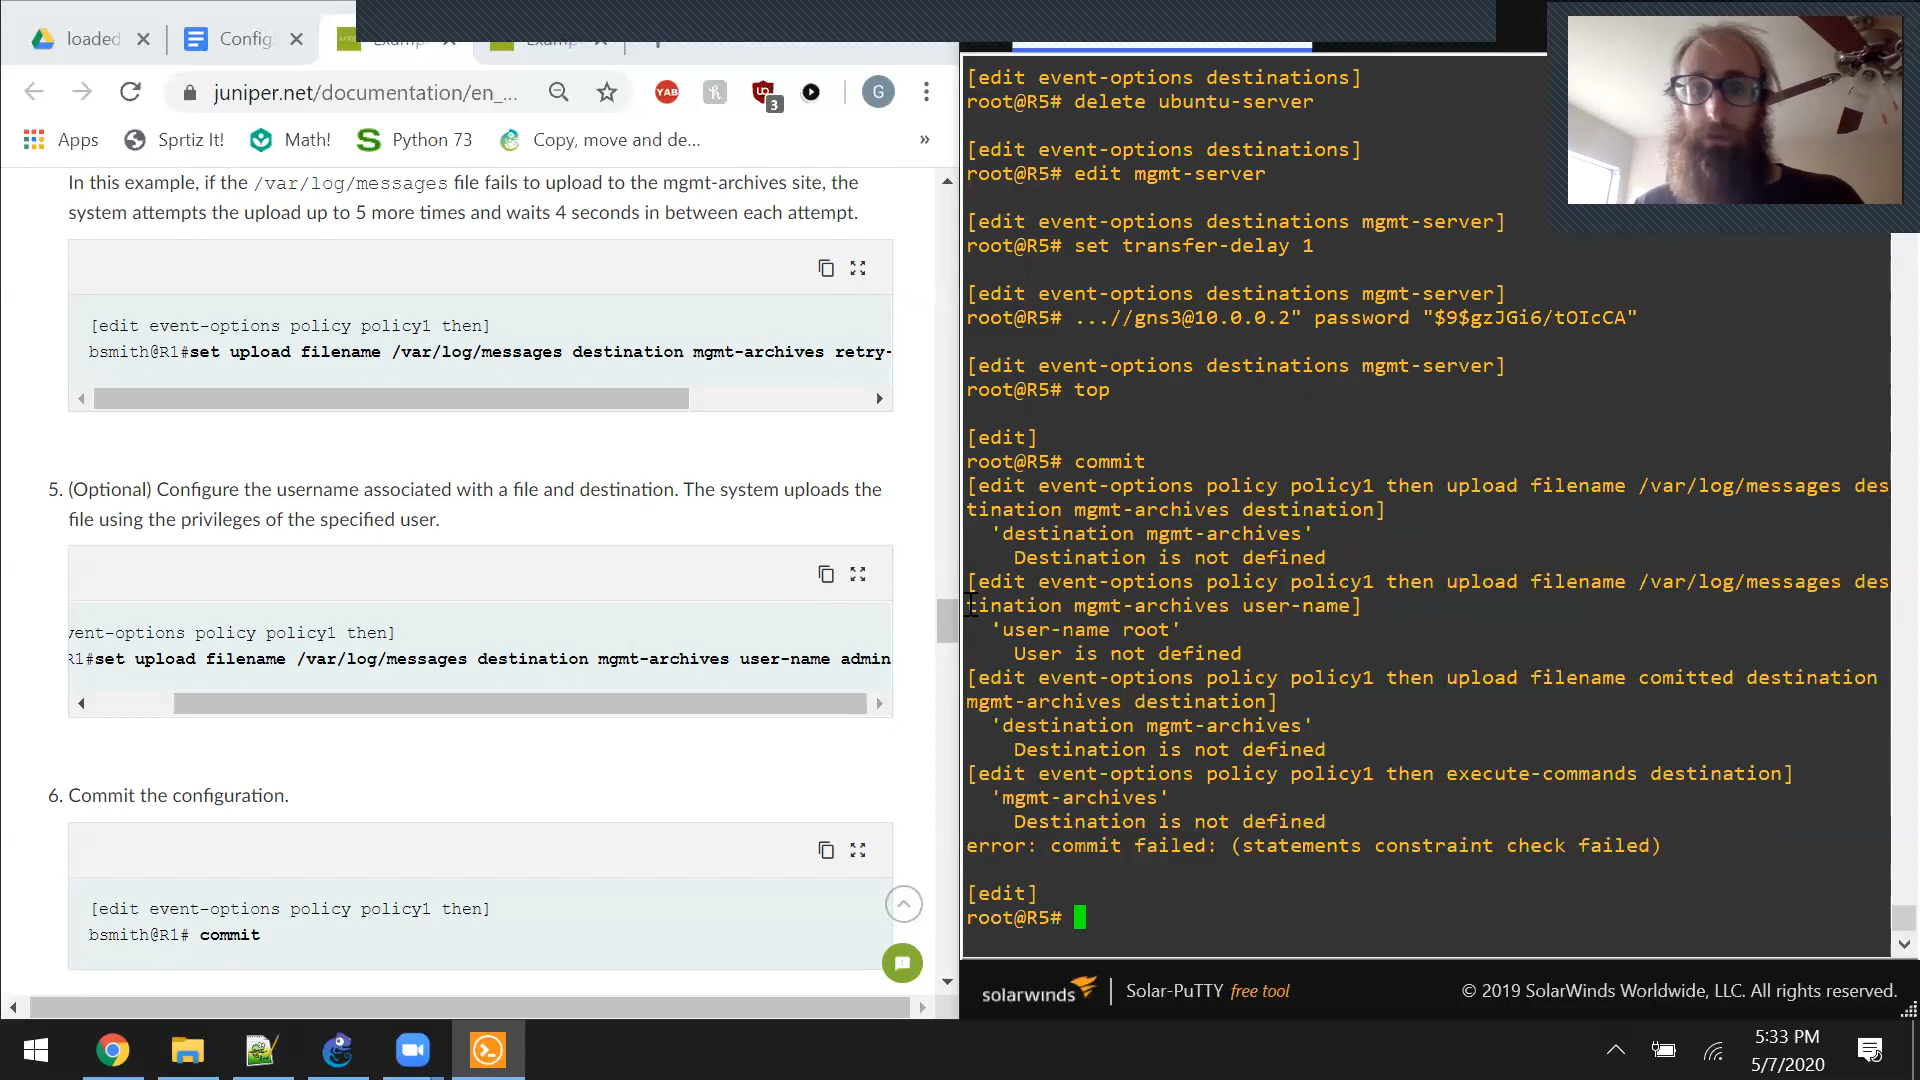 loaded
Config
juniper.net/documentation/en_...
YAB
3
G
Apps
Sprtiz It!
Math!
Python 73
Copy, move and de...
»
In this example, if the /var/log/messages file fails to upload to the mgmt-archives site, the
system attempts the upload up to 5 more times and waits 4 seconds in between each attempt.
[edit event-options policy policy1 then]
bsmith@R1#set upload filename /var/log/messages destination mgmt-archives retry-
5. (Optional) Configure the username associated with a file and destination. The system uploads the
file using the privileges of the specified user.
vent-options policy policy1 then]
R1#set upload filename /var/log/messages destination mgmt-archives user-name admin
6. Commit the configuration.
[edit event-options policy policy1 then]
bsmith@R1# commit
[edit event-options destinations]
root@R5# delete ubuntu-server
[edit event-options destinations]
root@R5# edit mgmt-server
[edit event-options destinations mgmt-server]
root@R5# set transfer-delay 1
[edit event-options destinations mgmt-server]
root@R5# ...//gns3@10.0.0.2" password "$9$gzJGi6/tOIcCA"
[edit event-options destinations mgmt-server]
root@R5# top
[edit]
root@R5# commit
[edit event-options policy policy1 then upload filename /var/log/messages des
tination mgmt-archives destination]
'destination mgmt-archives'
Destination is not defined
[edit event-options policy policy1 then upload filename /var/log/messages des
tination mgmt-archives user-name]
'user-name root'
User is not defined
[edit event-options policy policy1 then upload filename comitted destination
mgmt-archives destination]
'destination mgmt-archives'
Destination is not defined
[edit event-options policy policy1 then execute-commands destination]
'mgmt-archives'
Destination is not defined
error: commit failed: (statements constraint check failed)
[edit]
root@R5#
solarwinds
Solar-PuTTY free tool
© 2019 SolarWinds Worldwide, LLC. All rights reserved.
5:33 PM
5/7/2020